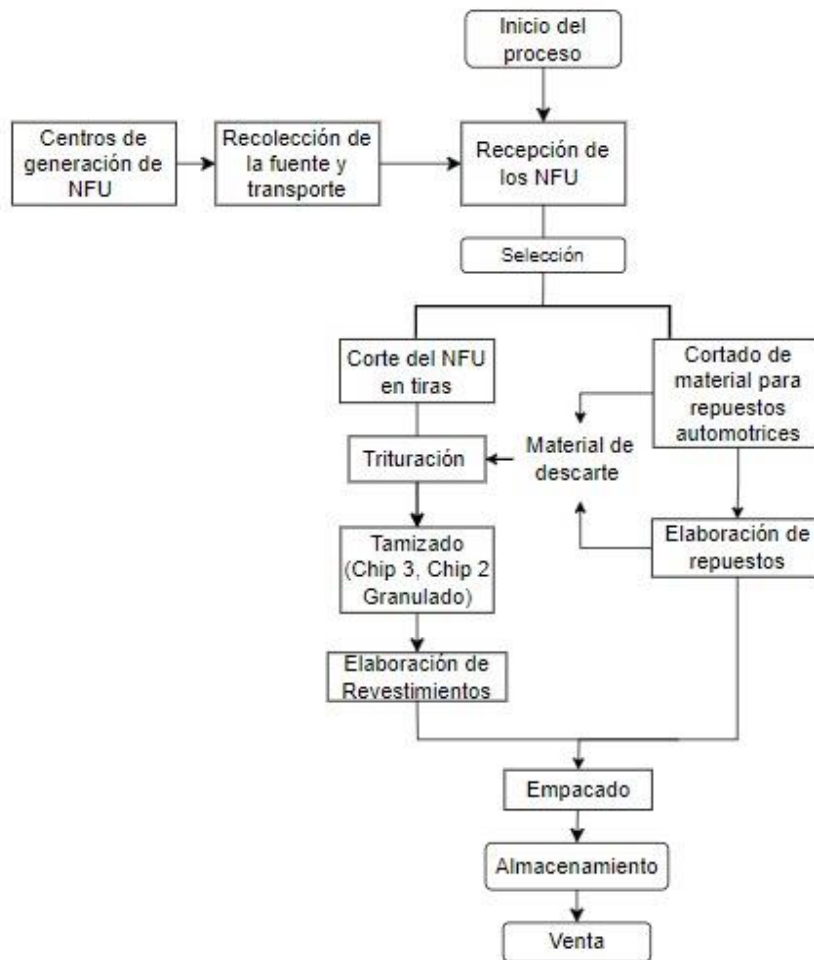 Inicio del
proceso
Centros de
generación de
NFU
Recolección de
la fuente y
transporte
Recepción de
los NFU
Selección
Corte del NFU
en tiras
Cortado de
material para
repuestos
automotrices
Trituración
Material de
descarte
Tamizado
(Chip 3, Chip 2
Granulado)
Elaboración de
repuestos
Elaboración de
Revestimientos
Empacado
Almacenamiento
Venta